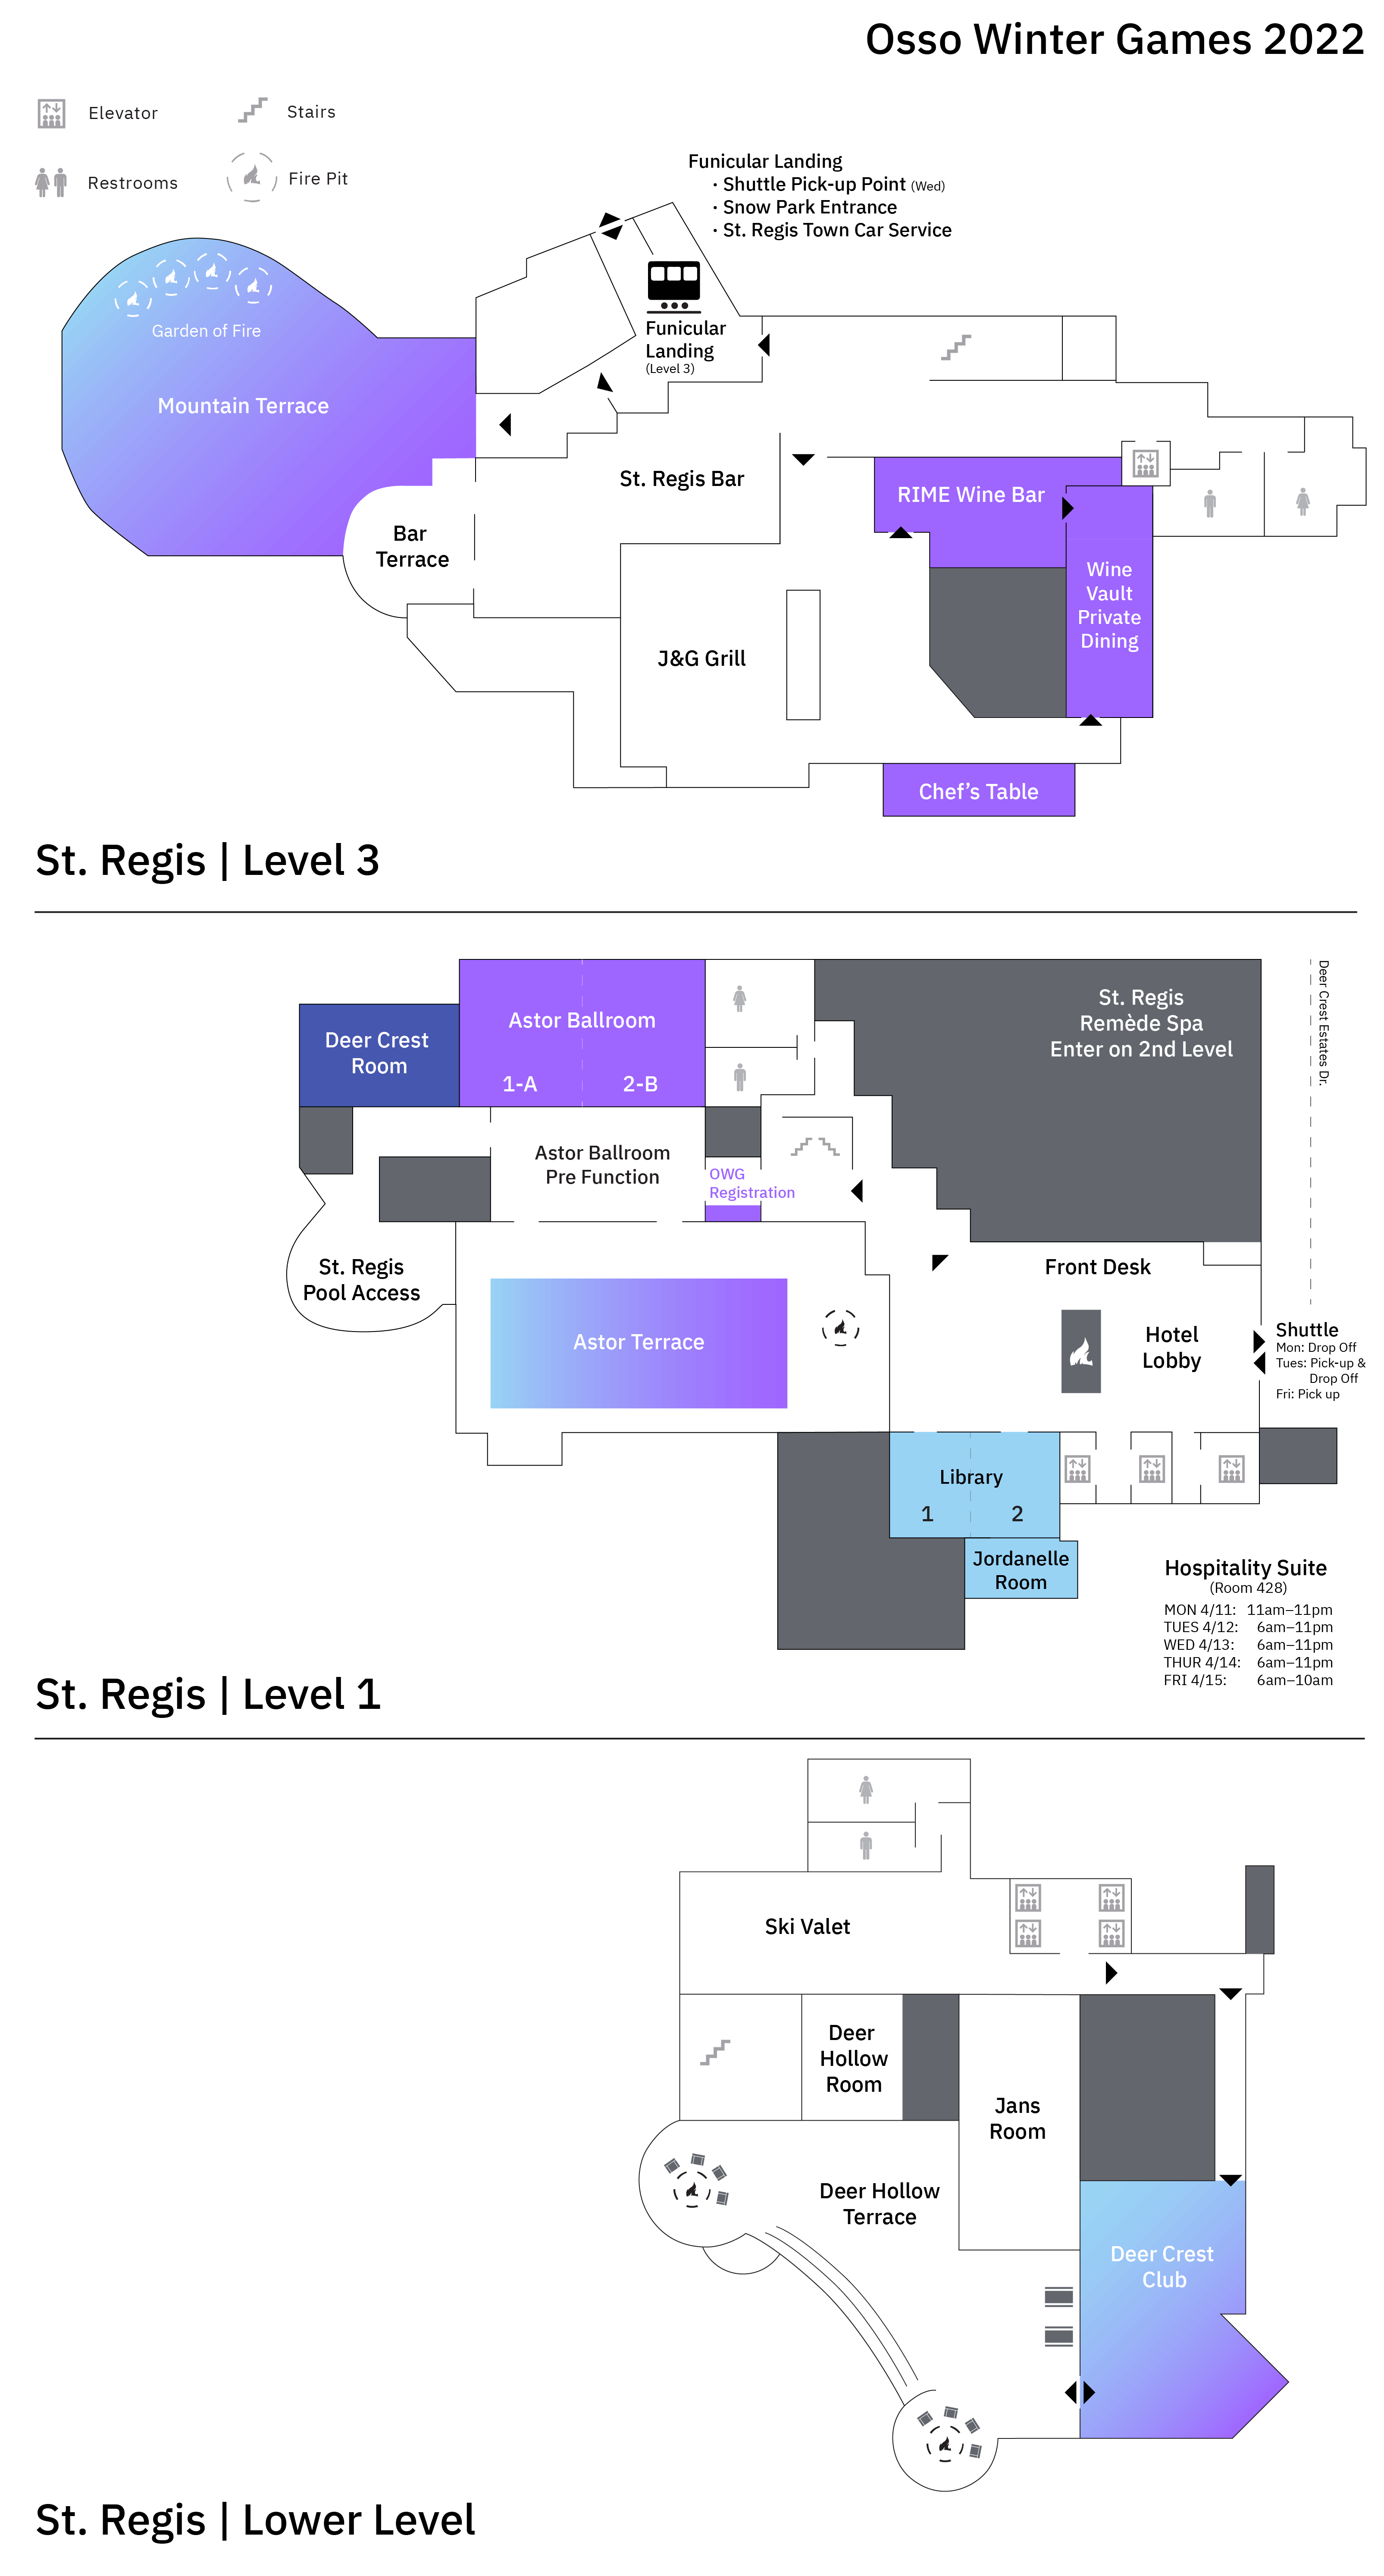 Osso Winter Games 2022
Elevator
Stairs
Restrooms
Fire Pit
Funicular Landing
· Shuttle Pick-up Point (Wed)
· Snow Park Entrance
· St. Regis Town Car Service
Garden of Fire
Mountain Terrace
Funicular
Landing
(Level 3)
St. Regis Bar
Bar
Terrace
RIME Wine Bar
Wine
Vault
Private
Dining
J&G Grill
Chef’s Table
St. Regis | Level 3
Deer Crest
Room
Astor Ballroom
1-A
2-B
St. Regis
Remède Spa
Enter on 2nd Level
Deer Crest Estates Dr.
Astor Ballroom
Pre Function
OWG
Registration
St. Regis
Pool Access
Front Desk
Astor Terrace
Hotel
Lobby
Shuttle
Mon: Drop Off
Tues: Pick-up &
Drop Off
Fri: Pick up
Library
1
2
Jordanelle
Room
Hospitality Suite
(Room 428)
MON 4/11: 11am–11pm
TUES 4/12: 6am–11pm
WED 4/13: 6am–11pm
THUR 4/14: 6am–11pm
FRI 4/15: 6am–10am
St. Regis | Level 1
Ski Valet
Deer
Hollow
Room
Jans
Room
Deer Hollow
Terrace
Deer Crest
Club
St. Regis | Lower Level